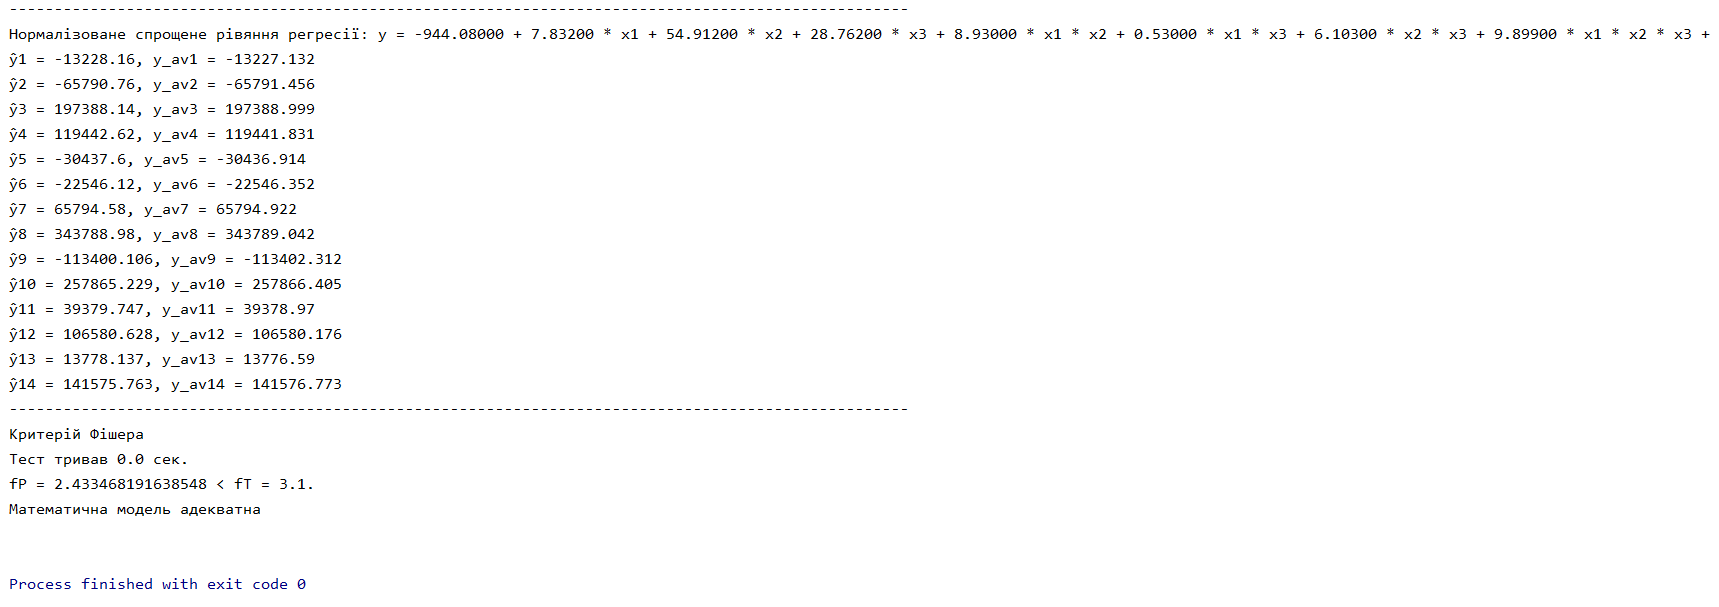 ----------------------------------------------------------------------------------------------------
Нормалізоване спрощене рівяння регресії: y = -944.08000 + 7.83200 * x1 + 54.91200 * x2 + 28.76200 * x3 + 8.93000 * x1 * x2 + 0.53000 * x1 * x3 + 6.10300 * x2 * x3 + 9.89900 * x1 * x2 * x3 +
ŷ1 = -13228.16, y_av1 = -13227.132
ŷ2 = -65790.76, y_av2 = -65791.456
ŷ3 = 197388.14, y_av3 = 197388.999
ŷ4 = 119442.62, y_av4 = 119441.831
ŷ5 = -30437.6, y_av5 = -30436.914
ŷ6 = -22546.12, y_av6 = -22546.352
ŷ7 = 65794.58, y_av7 = 65794.922
ŷ8 = 343788.98, y_av8 = 343789.042
ŷ9 = -113400.106, y_av9 = -113402.312
ŷ10 = 257865.229, y_av10 = 257866.405
ŷ11 = 39379.747, y_av11 = 39378.97
ŷ12 = 106580.628, y_av12 = 106580.176
ŷ13 = 13778.137, y_av13 = 13776.59
ŷ14 = 141575.763, y_av14 = 141576.773
----------------------------------------------------------------------------------------------------
Критерій Фішера
Тест тривав 0.0 сек.
fP = 2.433468191638548 < fT = 3.1.
Математична модель адекватна
Process finished with exit code 0